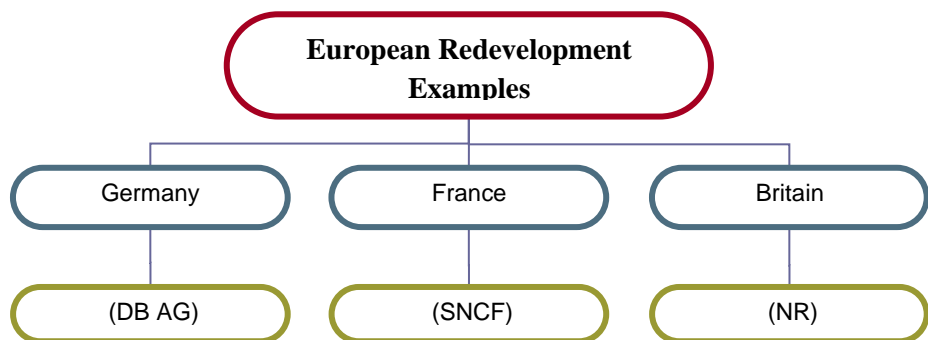 European Redevelopment
Examples
Germany
France
Britain
(DB AG)
(SNCF)
(NR)